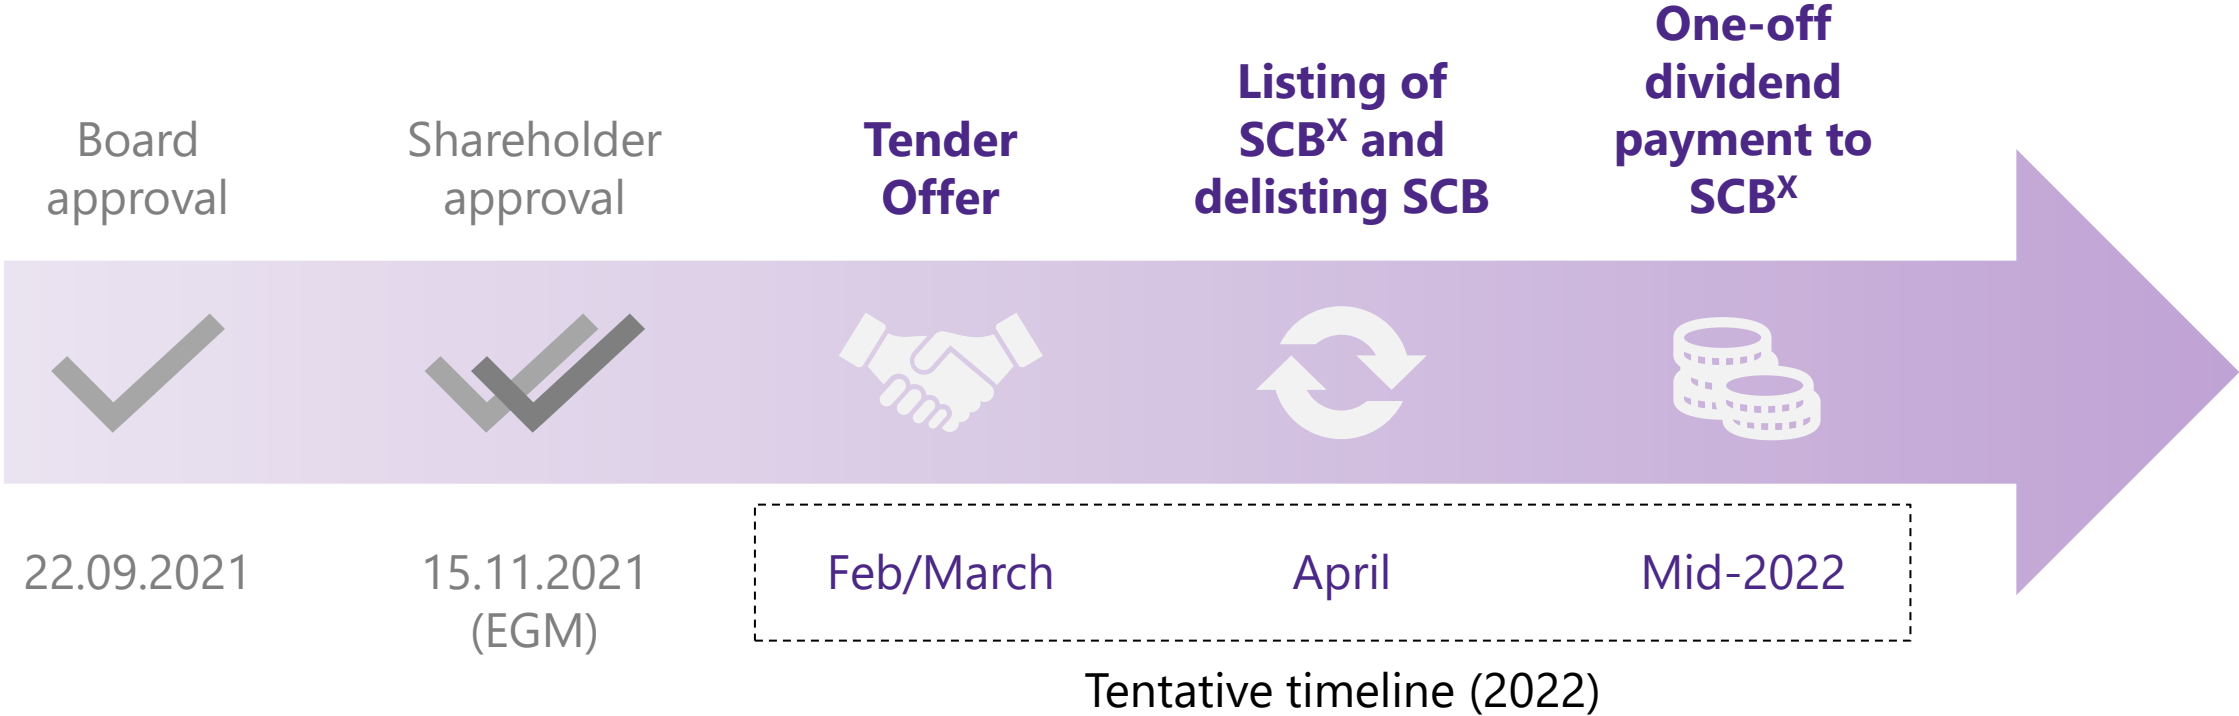 Board
approval
Shareholder
approval
Tender
Offer
Listing of
SCBX and
delisting SCB
One-off
dividend
payment to
SCBX
22.09.2021
15.11.2021
(EGM)
Feb/March
April
Mid-2022
Tentative timeline (2022)